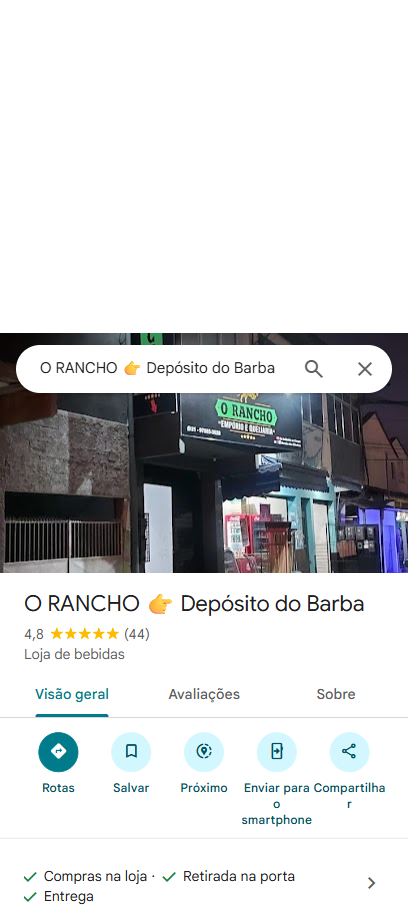 O RANCHO 👉 Depósito do Barba
O RANCHO
"EMPÓRIO E QUEIJARIA"
O RANCHO 👉 Depósito do Barba
4,8 ★★★★★ (44)
Loja de bebidas
Visão geral Avaliações Sobre
Rotas Salvar Próximo Enviar para o smartphone Compartilhar
✓ Compras na loja · ✓ Retirada na porta
✓ Entrega